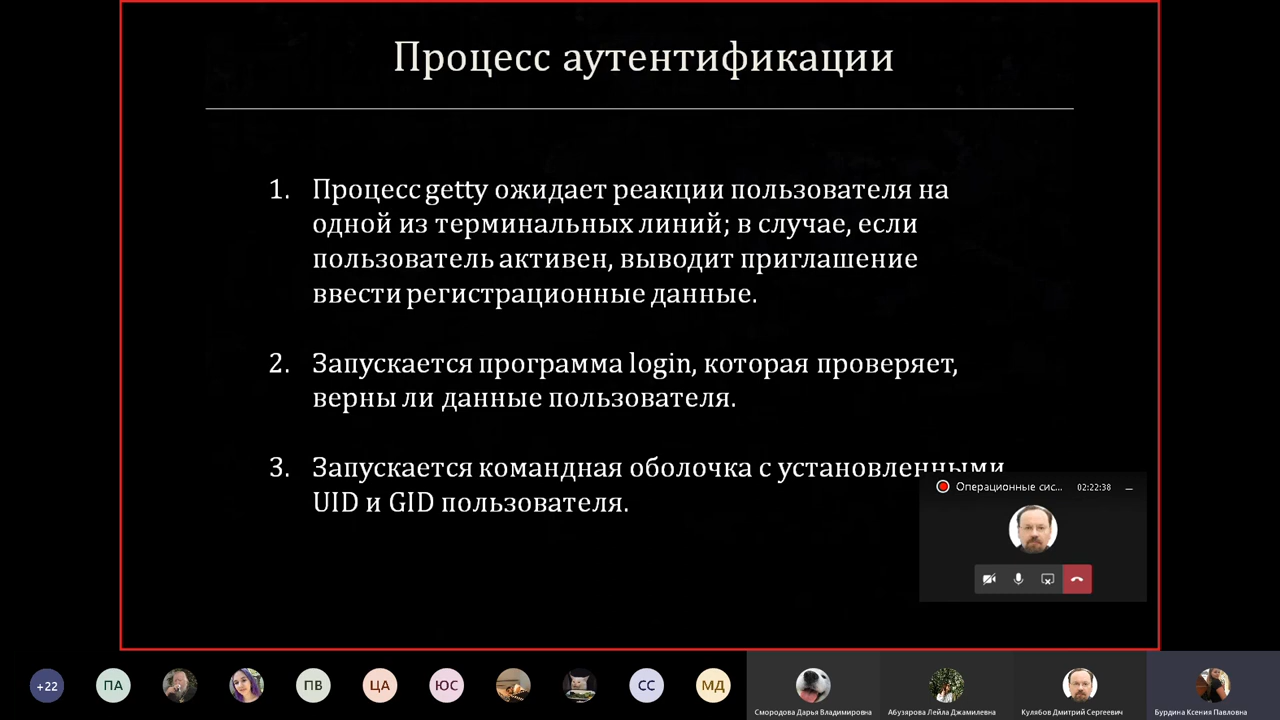 Процесс аутентификации
1. Процесс getty ожидает реакции пользователя на
одной из терминальных линий; в случае, если
пользователь активен, выводит приглашение
ввести регистрационные данные.
2. Запускается программа login, которая проверяет,
верны ли данные пользователя.
3. Запускается командная оболочка с установленными
UID и GID пользователя.
Операционные сис... 02:22:38
+22 ПА ПВ ЦА ЮС СС МД
Смородова Дарья Владимировна Абузярова Лейла Джамилевна Кулябов Дмитрий Сергеевич Бурдина Ксения Павловна